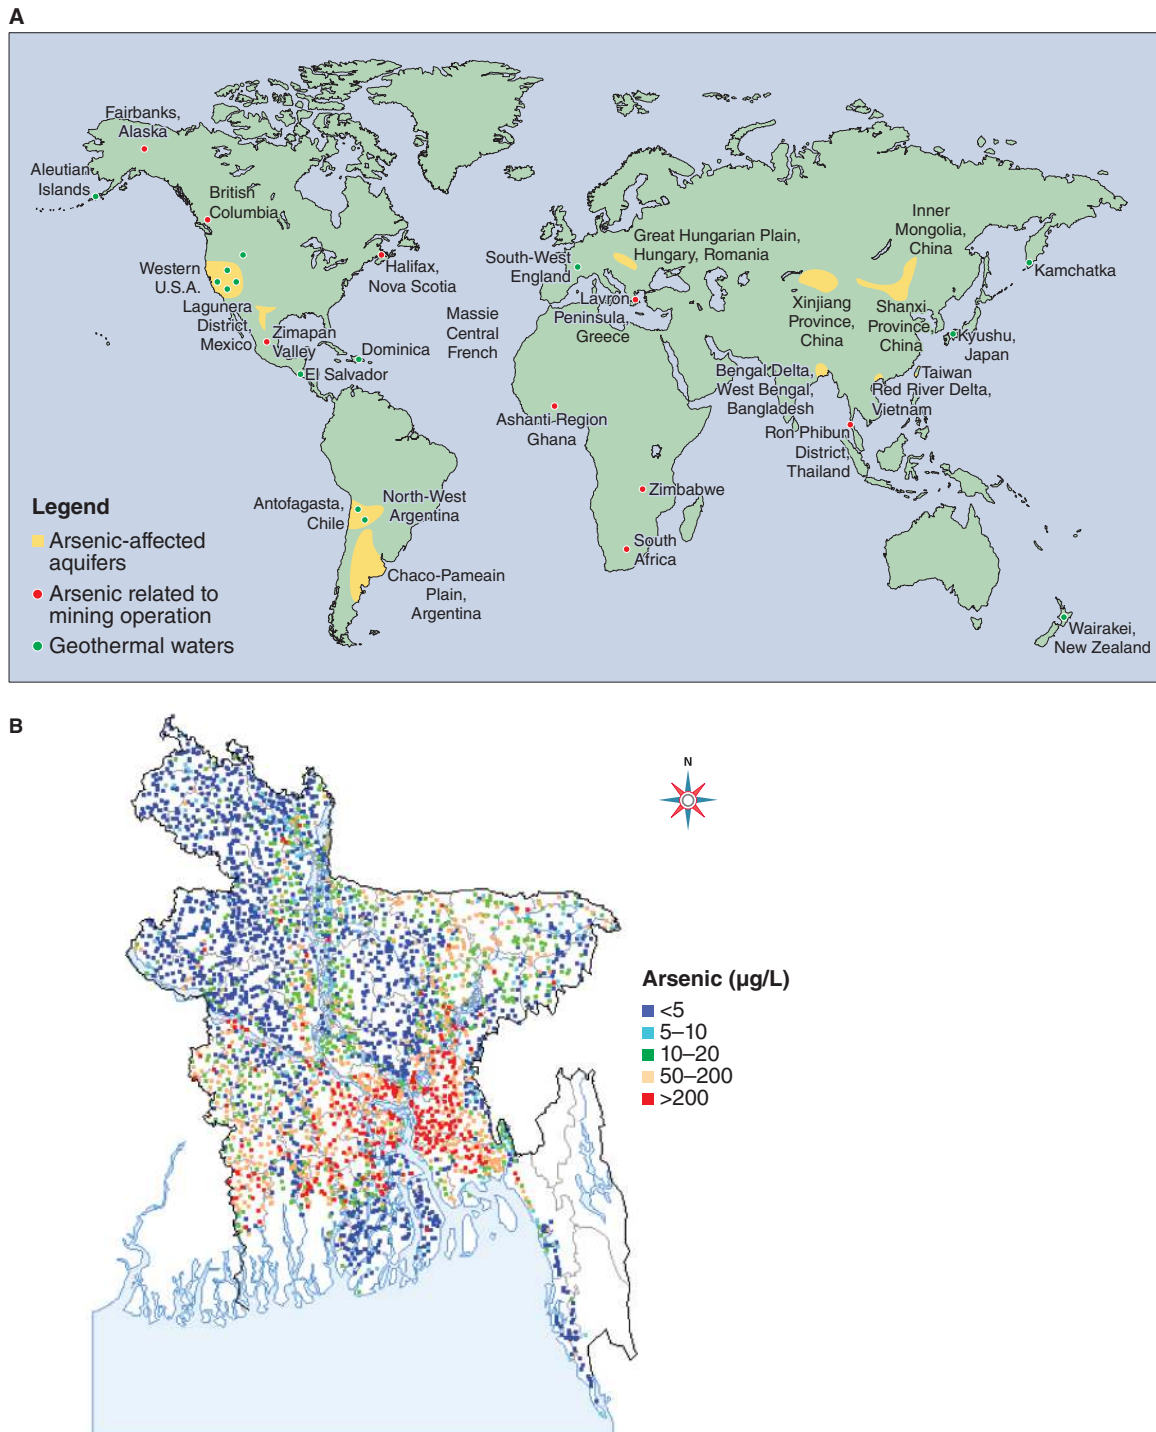 A
Fairbanks,
Alaska
Aleutian
Islands
British
Columbia
Western
U.S.A.
Halifax,
Nova Scotia
Lagunera
District,
Mexico
Zimapan
Valley
Dominica
El Salvador
Massie
Central
French
South-West
England
Great Hungarian Plain,
Hungary, Romania
Lavron
Peninsula,
Greece
Inner
Mongolia,
China
Kamchatka
Xinjiang
Province,
China
Shanxi
Province,
China
Kyushu,
Japan
Bengal Delta,
West Bengal,
Bangladesh
Taiwan
Red River Delta,
Vietnam
Ron Phibun
District,
Thailand
Ashanti Region
Ghana
Zimbabwe
South
Africa
Antofagasta,
Chile
North-West
Argentina
Chaco-Pameain
Plain,
Argentina
Wairakei,
New Zealand
Legend
Arsenic-affected
aquifers
Arsenic related to
mining operation
Geothermal waters
B
N
Arsenic (µg/L)
<5
5–10
10–20
50–200
>200